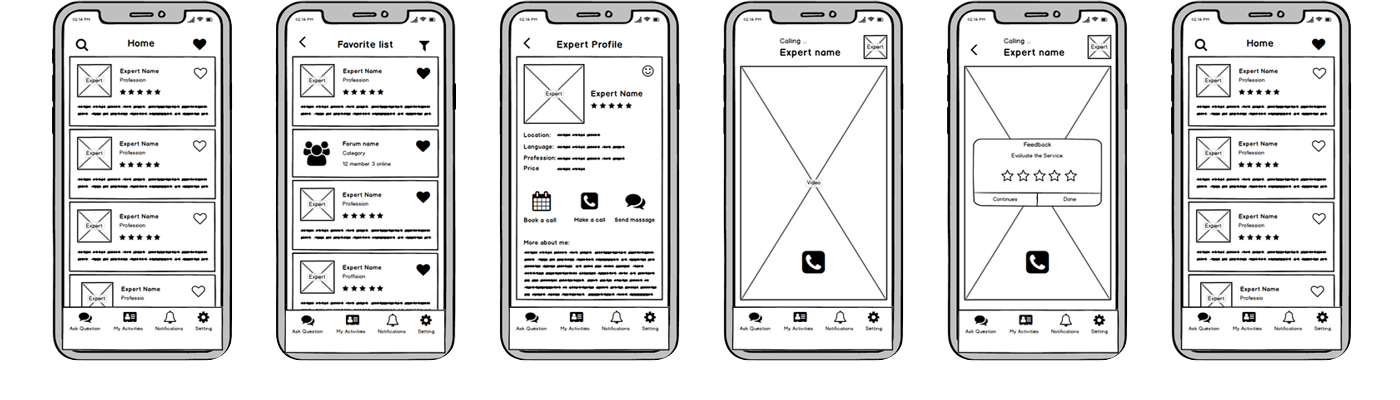 02:14 PM
Home
Expert
Expert Name
Profession
Expert
Expert Name
Profession
Expert
Expert Name
Profession
Expert
Expert Name
Professio
Ask Question My Activities Notifications Setting
02:14 PM
Favorite list
Expert
Expert Name
Profession
Forum name
Category
12 member 3 online
Expert
Expert Name
Profession
Expert
Expert Name
Proffision
Ask Question My Activities Notifications Setting
02:14 PM
Expert Profile
Expert
Expert Name
Location:
Language:
Profession:
Price
Book a call Make a call Send massage
More about me:
Ask Question My Activities Notifications Setting
02:14 PM
Calling ...
Expert name
Expert
Video
Ask Question My Activities Notifications Setting
02:14 PM
Calling ...
Expert name
Expert
Feedback
Evaluate the Service
Continues Done
Ask Question My Activities Notifications Setting
02:14 PM
Home
Expert
Expert Name
Profession
Expert
Expert Name
Profession
Expert
Expert Name
Profession
Expert
Expert Name
Professio
Ask Question My Activities Notifications Setting